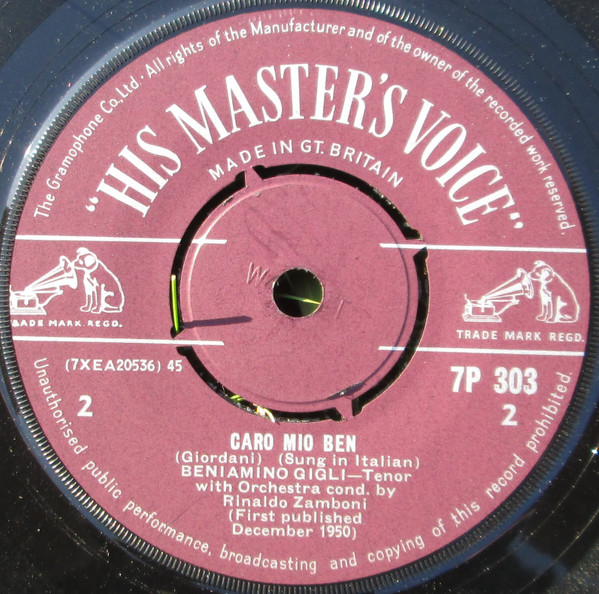 The Gramophone Co., Ltd. · All rights of the Manufacturer and of the owner of the recorded work reserved.
"HIS MASTER'S VOICE"
MADE IN GT. BRITAIN
RADE MARK REGD.
TRADE MARK REGD.
(7XEA20536) 45
7P 303
2
2
CARO MIO BEN
(Giordani) (Sung in Italian)
BENIAMINO GIGLI—Tenor
with Orchestra cond. by
Rinaldo Zamboni
(First published
December 1950)
Unauthorised public performance, broadcasting and copying of this record prohibited.